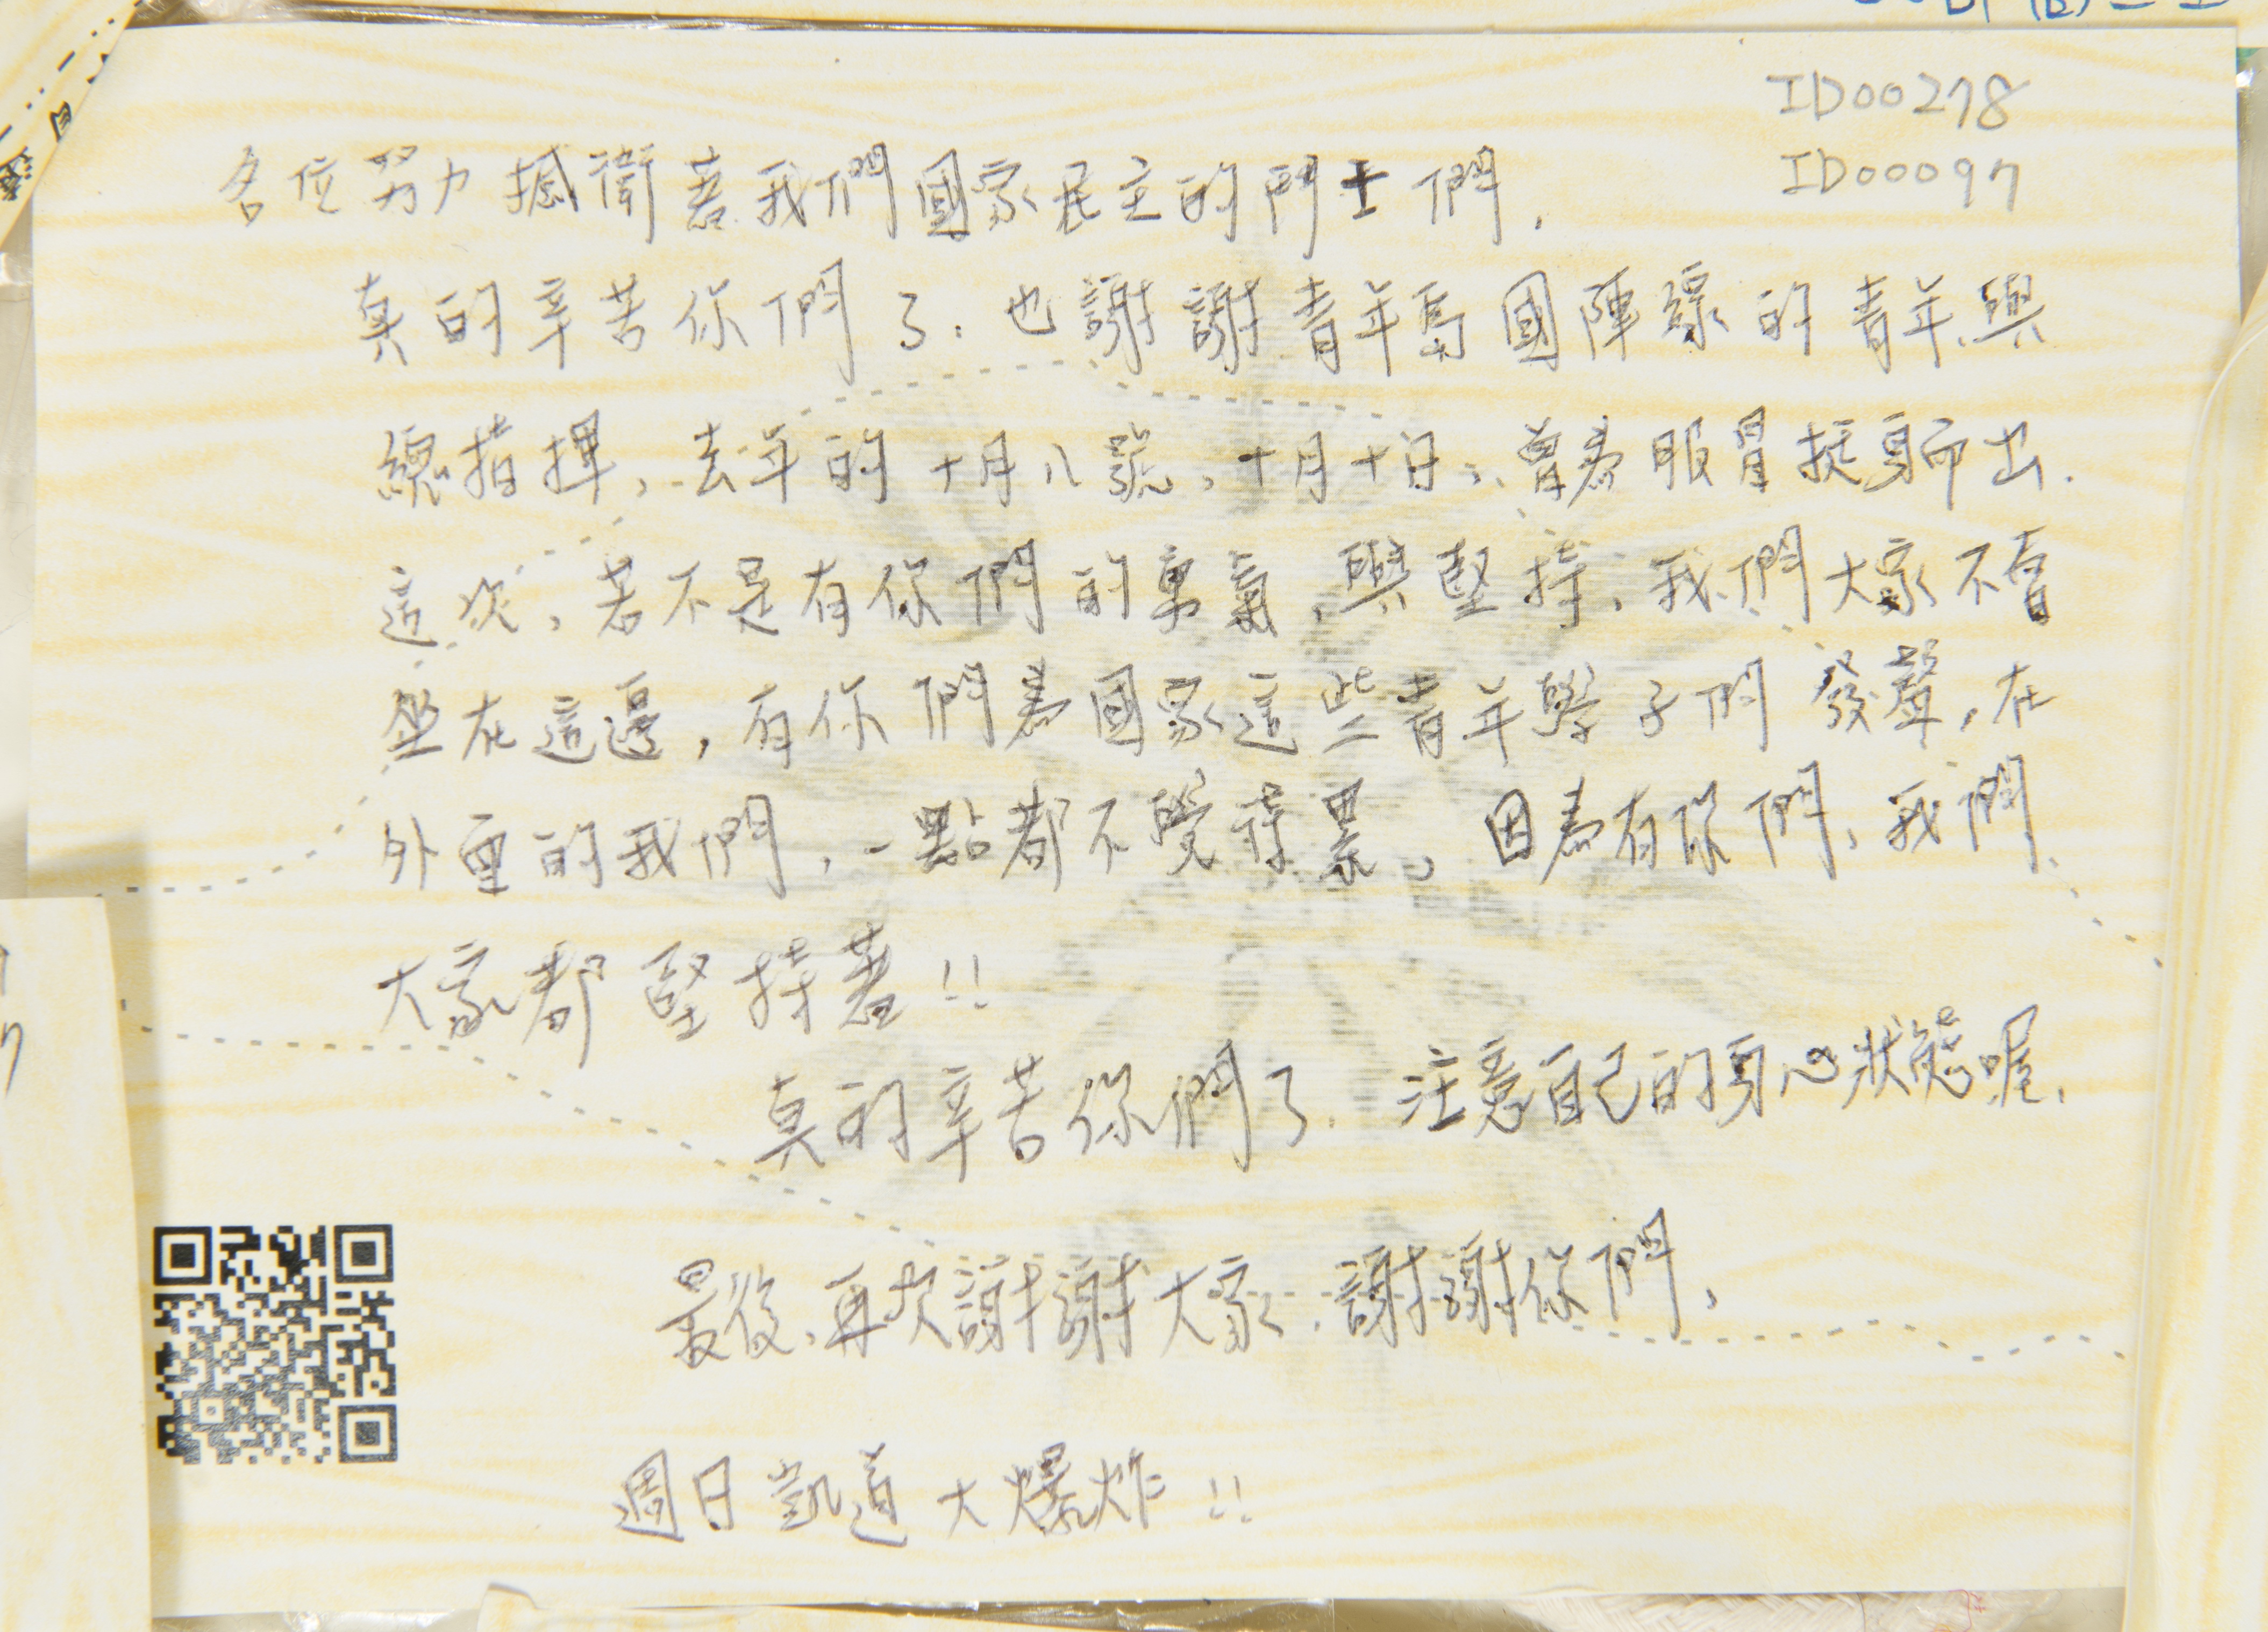 ID00278
ID00097
各位努力捍衛著我們國家民主的鬥士們,
真的辛苦你們了.也謝謝青年為國陣線的青年與
總指揮,去年的十月八號,十月十日,曾為服貿挺身而出.
這次,若不是有你們的勇氣,與堅持,我們大家不會
坐在這邊,有你們為國家這些青年學子們發聲,在
外面的我們,一點都不覺得累,因為有你們,我們
大家都堅持著!!
真的辛苦你們了.注意自己的身心狀態喔,
最後,再次謝謝大家.謝謝你們,
週日凱道大爆炸!!